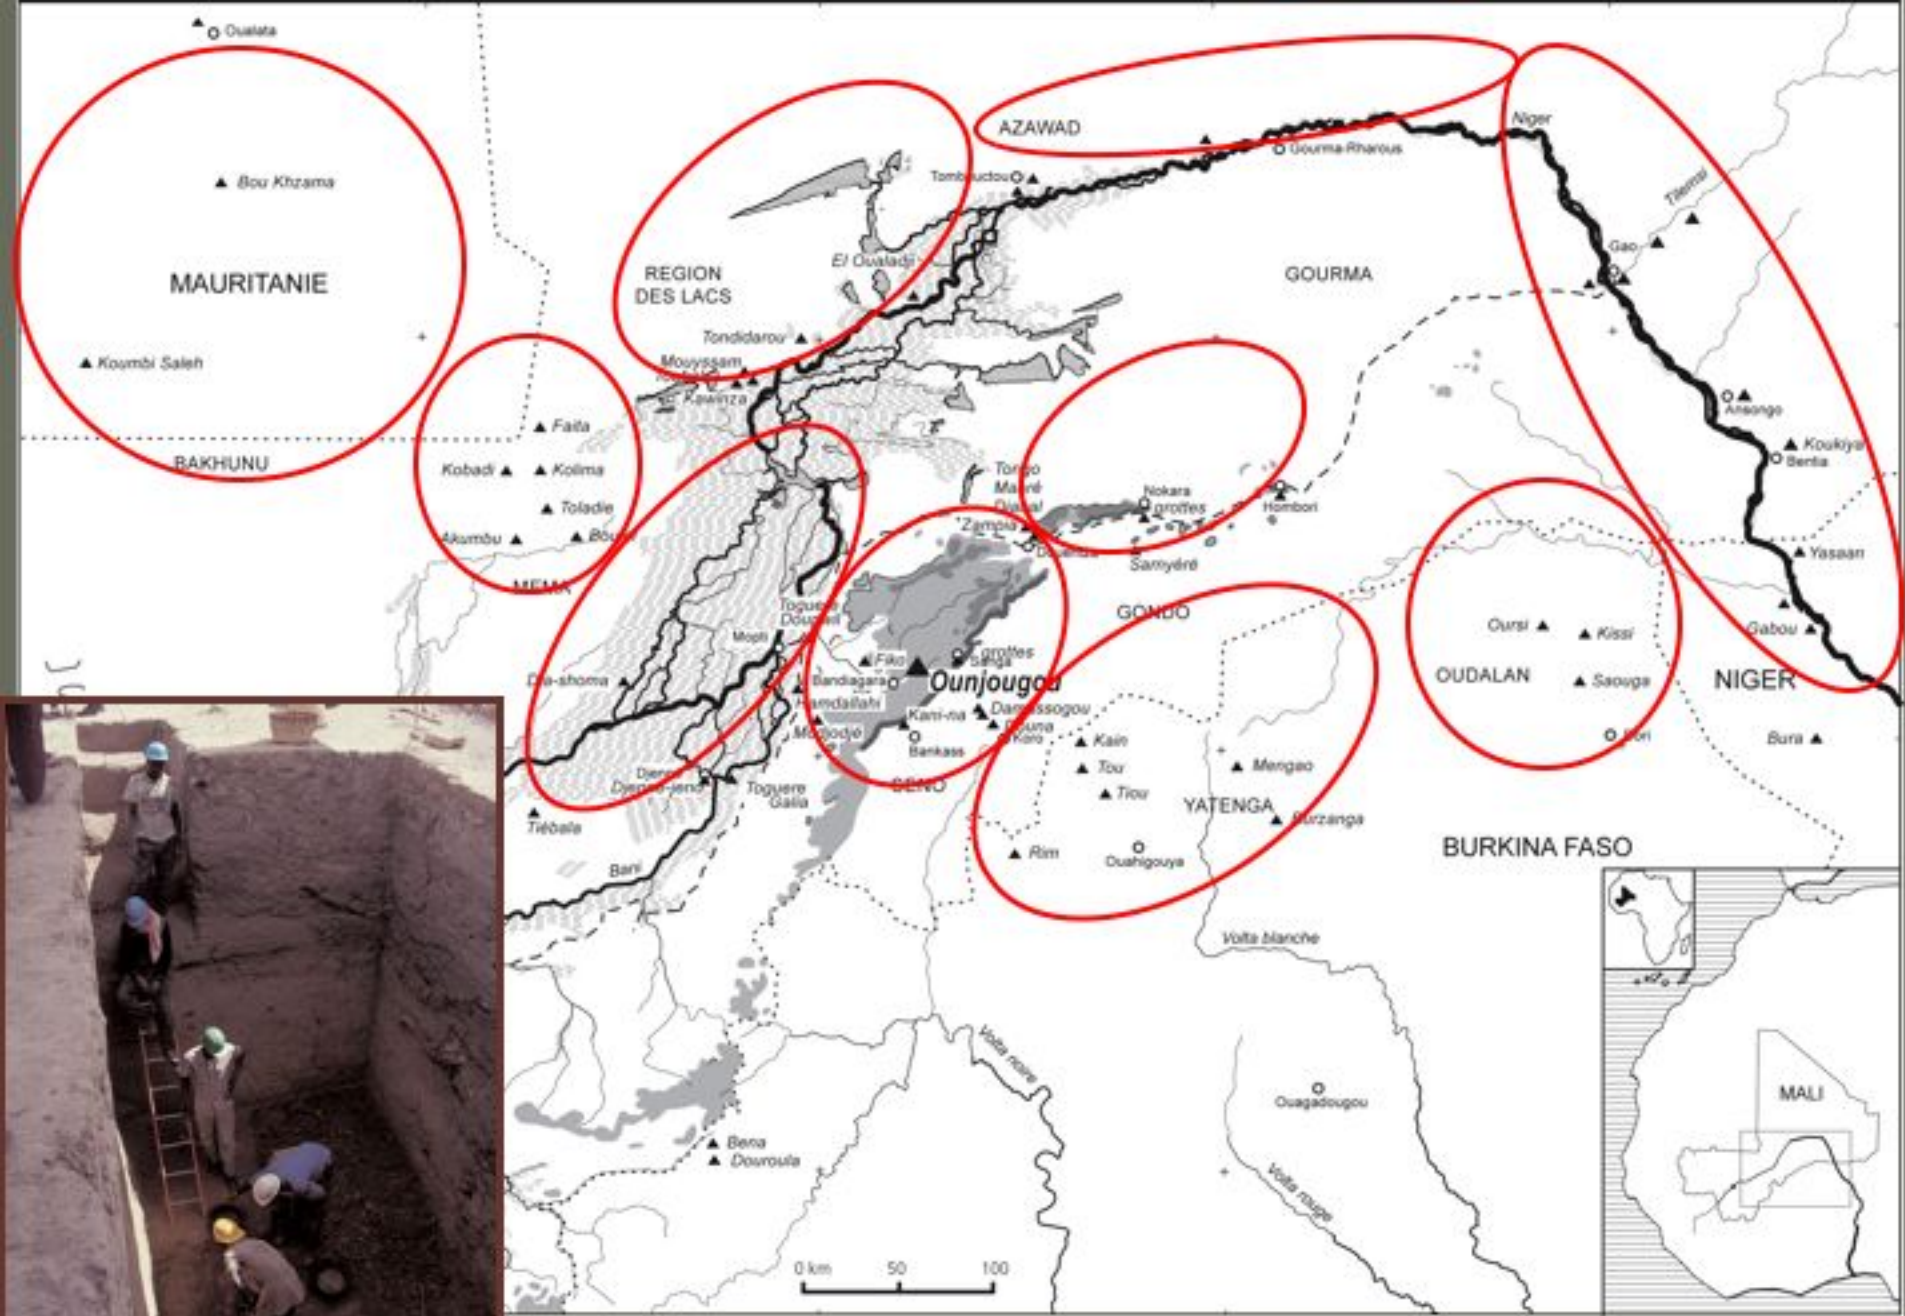 Oualata
Bou Khzama
MAURITANIE
Koumbi Saleh
BAKHUNU
Faita
Kobadi
Kolima
Toladie
Akumbu
MEMA
REGION
DES LACS
El Oualadji
Tondidarou
Mouyssam
Kawinza
AZAWAD
Tombouctou
Gourma-Rharous
Niger
Tilemsi
Gao
GOURMA
Ansongo
Koukiya
Bentia
Yasaan
Gabou
NIGER
Bura
Nokara
grottes
Hombori
Samyéré
GONDO
Oursi
Kissi
OUDALAN
Saouga
Mopti
Fiko
grottes
Sanga
Bandiagara
Ounjougou
Hamdallahi
Kani-na
Damassogou
Bankass
SENO
Toguere
Galia
Tiébala
Bani
Kain
Tou
Tiou
Mengao
YATENGA
Rim
Ouahigouya
BURKINA FASO
Volta blanche
Volta noire
Ouagadougou
Volta rouge
Bena
Douroula
0 km 50 100
MALI